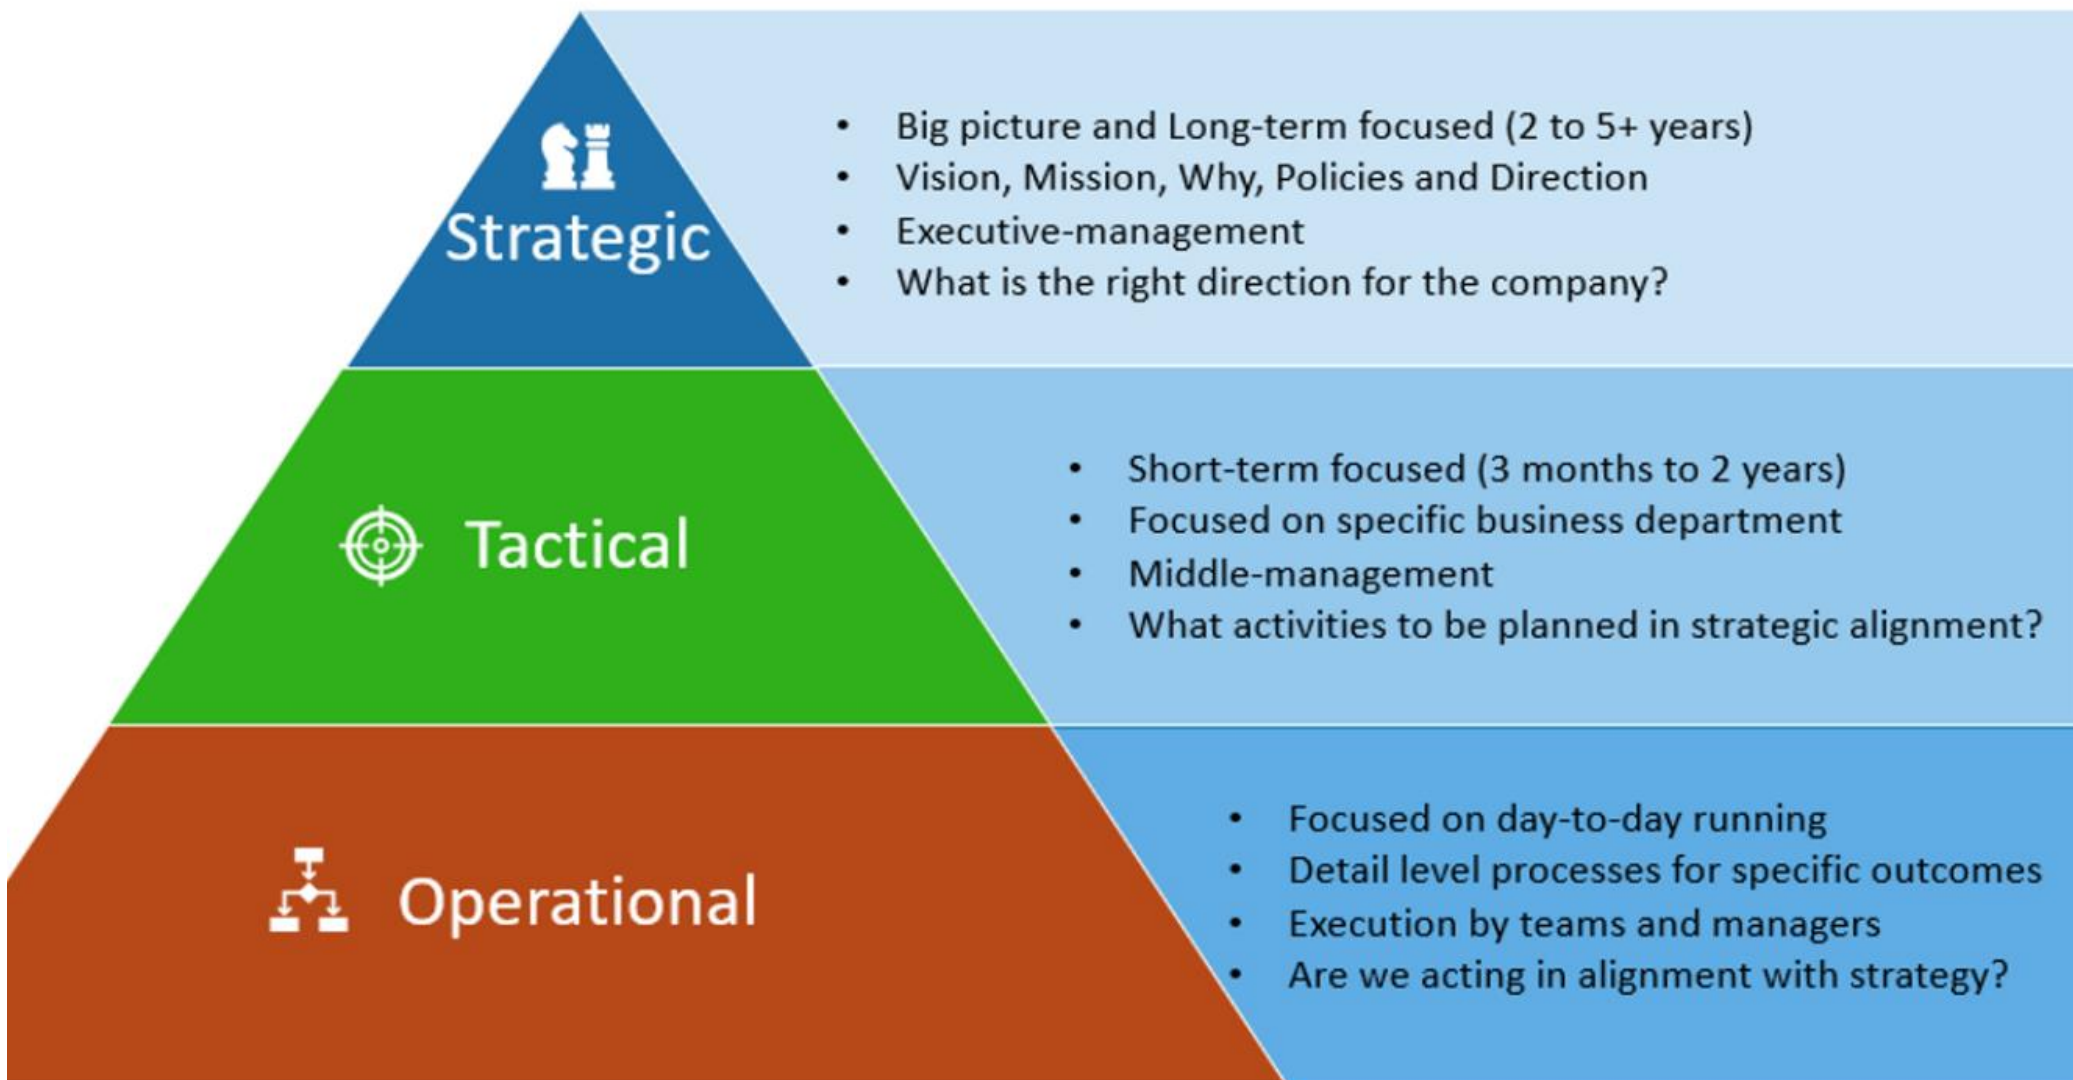 Strategic
• Big picture and Long-term focused (2 to 5+ years)
• Vision, Mission, Why, Policies and Direction
• Executive-management
• What is the right direction for the company?
Tactical
• Short-term focused (3 months to 2 years)
• Focused on specific business department
• Middle-management
• What activities to be planned in strategic alignment?
Operational
• Focused on day-to-day running
• Detail level processes for specific outcomes
• Execution by teams and managers
• Are we acting in alignment with strategy?